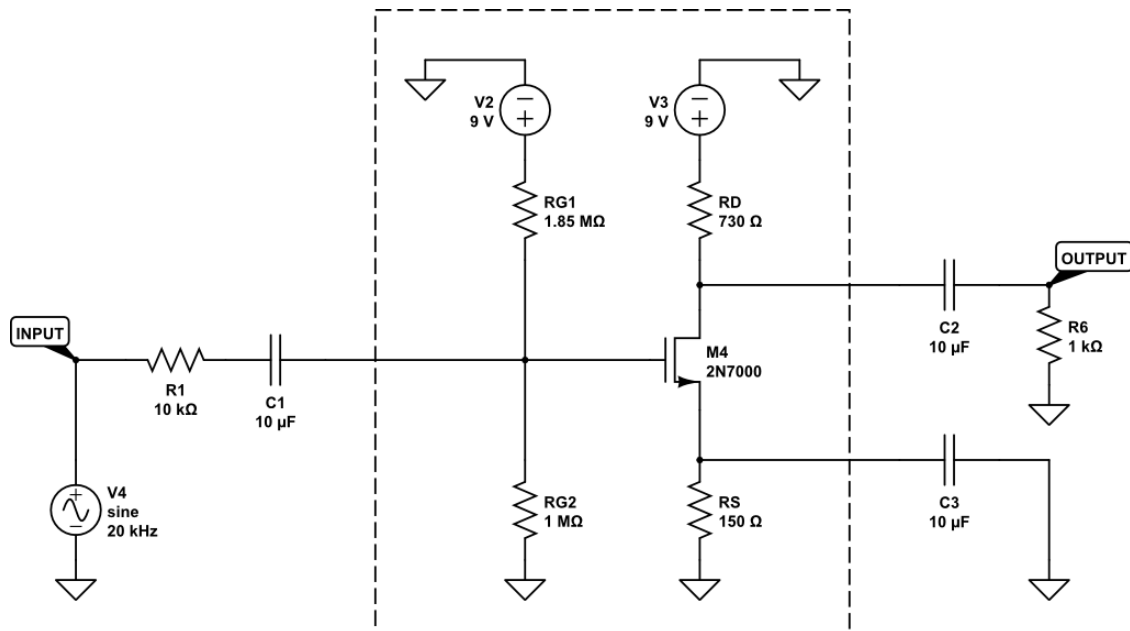 V2
9 V
−
+
V3
9 V
−
+
RG1
1.85 MΩ
RD
730 Ω
OUTPUT
INPUT
R1
10 kΩ
C1
10 µF
M4
2N7000
C2
10 µF
R6
1 kΩ
V4
sine
20 kHz
+
−
RG2
1 MΩ
RS
150 Ω
C3
10 µF